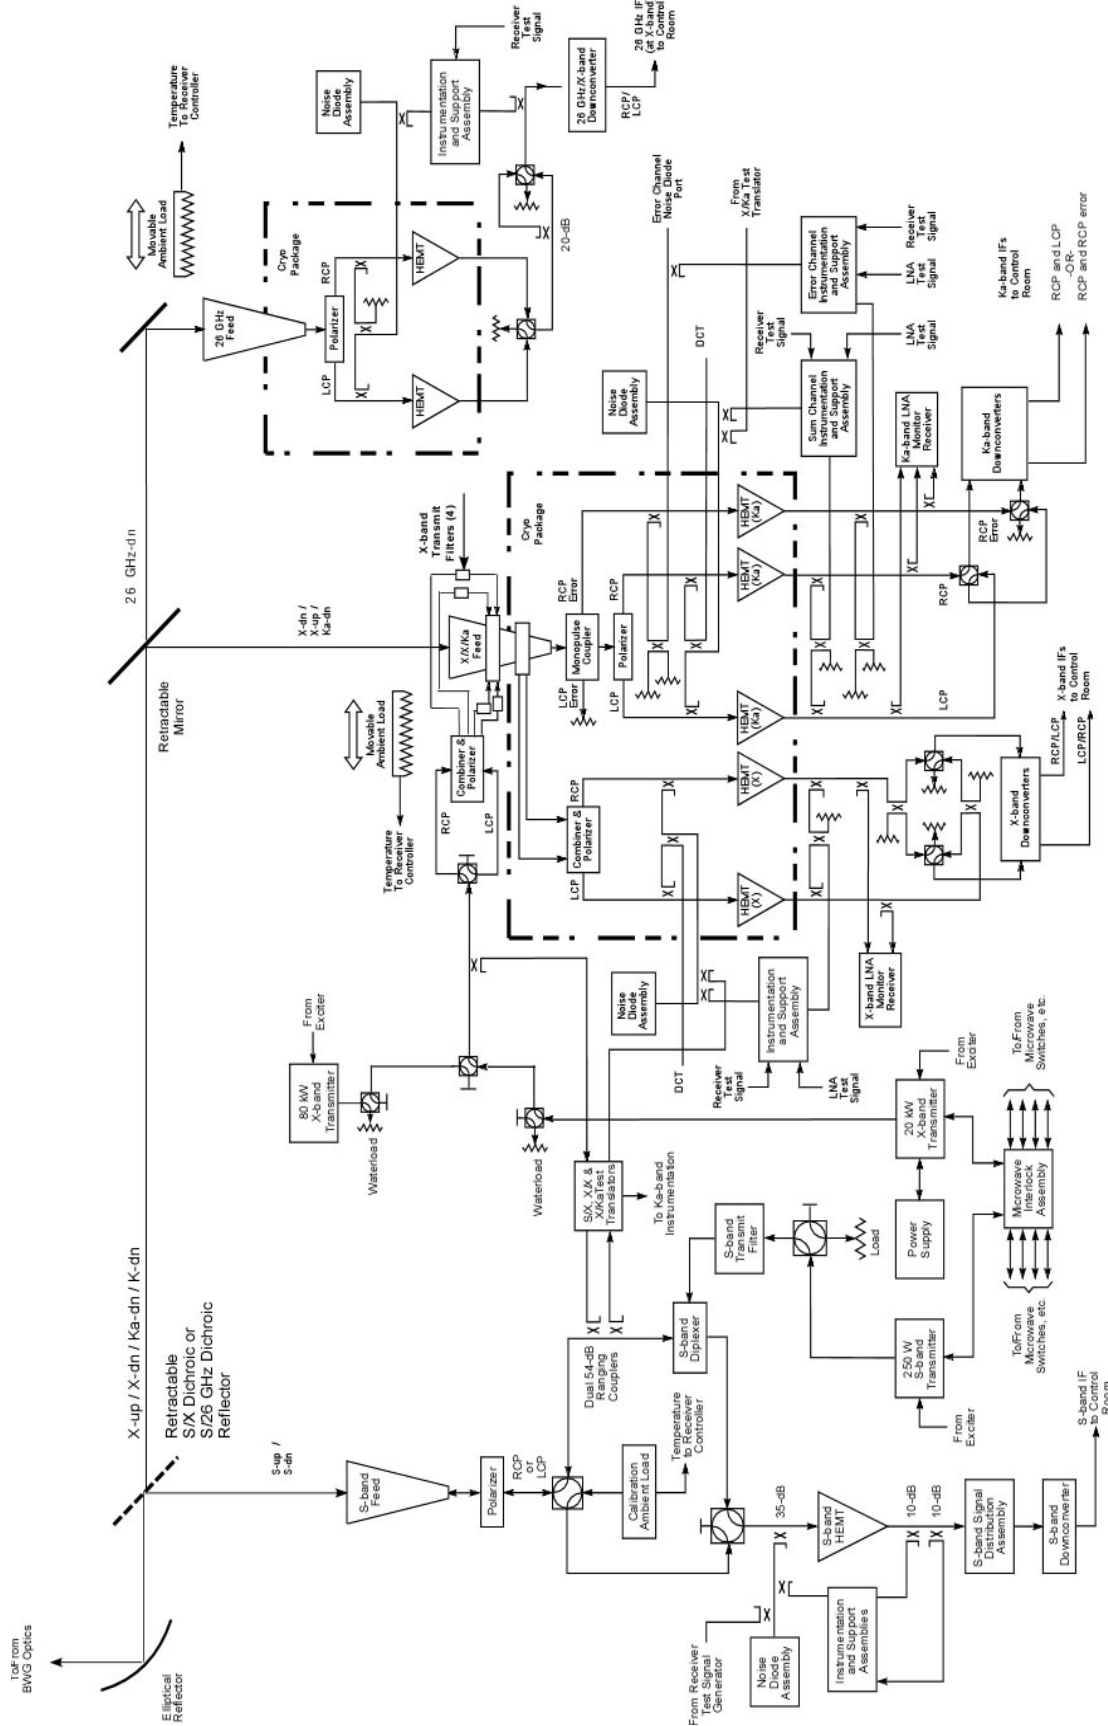 To/From
BWG Optics
Elliptical
Reflector
X-up / X-dn / Ka-dn / K-dn
Retractable
S/X Dichroic or
S/26 GHz Dichroic
Reflector
S-up /
S-dn
S-band
Feed
Polarizer
RCP
or
LCP
Calibration
Ambient Load
Temperature
to Receiver
Controller
Dual 54-dB
Ranging
Couplers
S-band
Diplexer
S-band
Transmit
Filter
Load
250 W
S-band
Transmitter
From
Exciter
Power
Supply
20 kW
X-band
Transmitter
From
Exciter
Microwave
Interlock
Assembly
To/From
Microwave
Switches, etc.
To/From
Microwave
Switches, etc.
From Receiver
Test Signal
Generator
Noise
Diode
Assembly
35-dB
S-band
HEMT
10-dB
10-dB
Instrumentation
and Support
Assemblies
S-band Signal
Distribution
Assembly
S-band
Downconverter
S-band IF
to Control
Room
From
Exciter
80 kW
X-band
Transmitter
Waterload
Waterload
S/X, X/X &
X/KaTest
Translators
To Ka-band
Instrumentation
Retractable
Mirror
26 GHz-dn
X-dn /
X-up /
Ka-dn
Movable
Ambient Load
Temperature
To Receiver
Controller
RCP
LCP
Combiner &
Polarizer
X-band
Transmit
Filters (4)
X/X/Ka
Feed
Cryo
Package
Combiner &
Polarizer
RCP
LCP
Monopulse
Coupler
RCP
Error
LCP
Error
Polarizer
RCP
LCP
HEMT
(X)
HEMT
(X)
HEMT
(Ka)
HEMT
(Ka)
HEMT
(Ka)
Noise
Diode
Assembly
DCT
Receiver
Test
Signal
LNA
Test
Signal
Instrumentation
and Support
Assembly
X-band LNA
Monitor
Receiver
X-band
Downconverters
RCP/LCP
LCP/RCP
X-band IFs
to Control
Room
Noise
Diode
Assembly
DCT
Error Channel
Noise Diode
Port
From
X/Ka Test
Translator
Receiver
Test
Signal
LNA
Test
Signal
Sum Channel
Instrumentation
and Support
Assembly
Error Channel
Instrumentation
and Support
Assembly
LNA
Test
Signal
Receiver
Test
Signal
Ka-band LNA
Monitor
Receiver
LCP
RCP
RCP
Error
Ka-band
Downconverters
Ka-band IFs
to Control
Room
RCP and LCP
-OR-
RCP and RCP error
26 GHz
Feed
Movable
Ambient Load
Temperature
To Receiver
Controller
Cryo
Package
Polarizer
LCP
RCP
HEMT
HEMT
Noise
Diode
Assembly
Receiver
Test
Signal
Instrumentation
and Support
Assembly
20-dB
26 GHz/X-band
Downconverter
RCP/
LCP
26 GHz IF
(at X-band)
to Control
Room